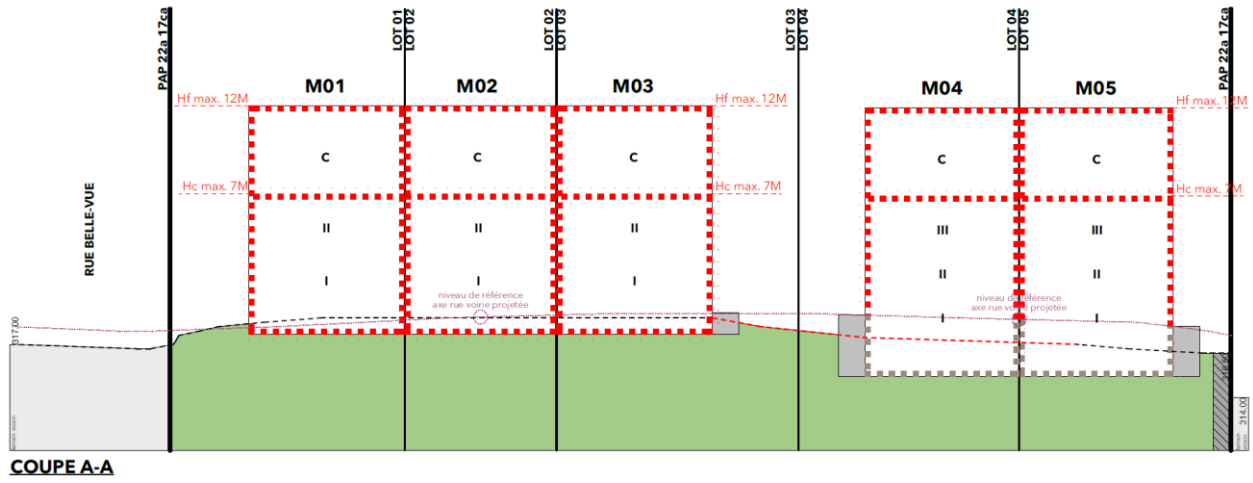 PAP 22a 17ca
LOT 01
LOT 02
LOT 02
LOT 03
LOT 03
LOT 04
LOT 04
LOT 05
PAP 22a 17ca
M01
M02
M03
M04
M05
Hf max. 12M
Hf max. 12M
Hf max. 12M
C
C
C
C
C
Hc max. 7M
Hc max. 7M
Hc max. 7M
RUE BELLE-VUE
II
II
II
III
III
I
I
I
II
II
niveau de référence
axe rue voirie projetée
niveau de référence
axe rue voirie projetée
I
I
317.00
314.00
terrain voisin
COUPE A-A